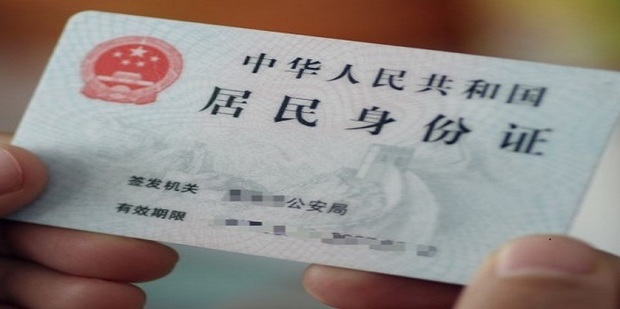 中华人民共和国
居民身份证
签发机关 公安局
有效期限